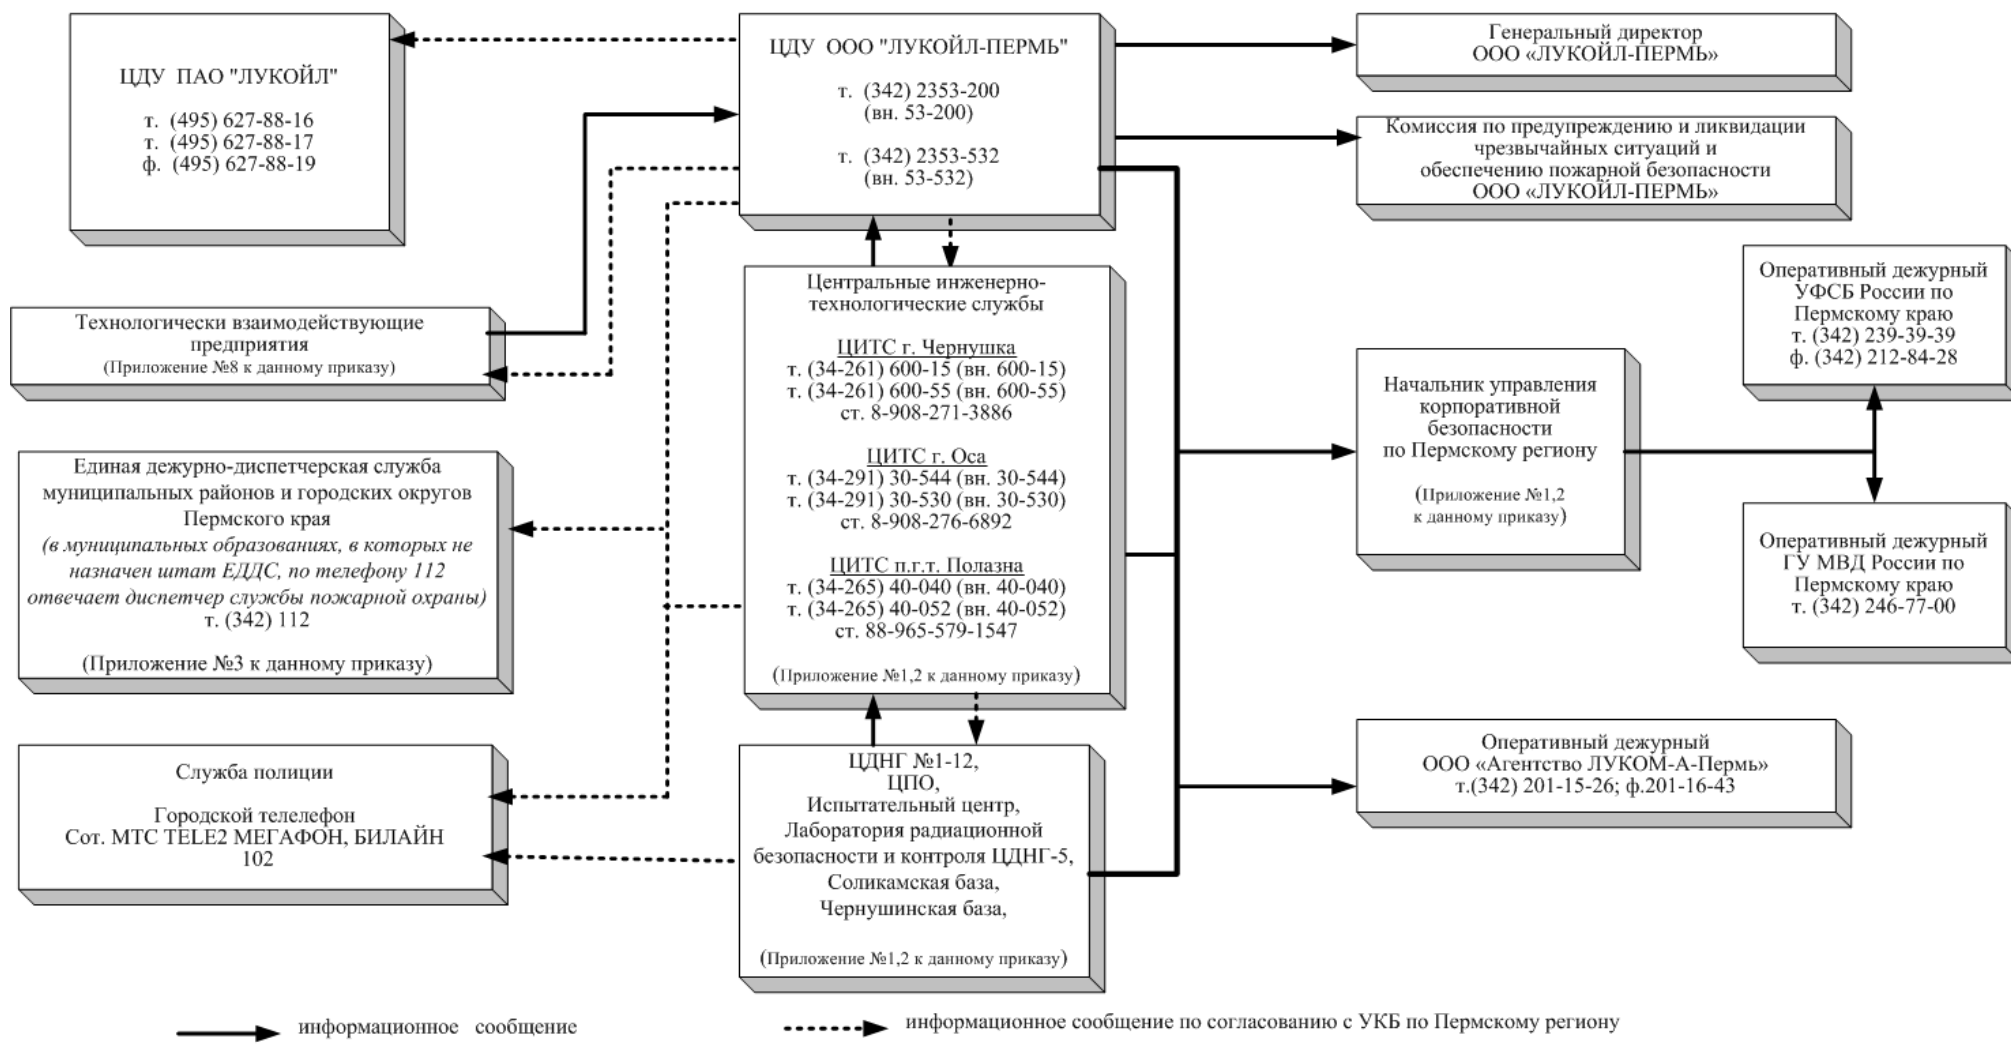 ЦДУ ПАО "ЛУКОЙЛ"
т. (495) 627-88-16
т. (495) 627-88-17
ф. (495) 627-88-19
ЦДУ ООО "ЛУКОЙЛ-ПЕРМЬ"
т. (342) 2353-200
(вн. 53-200)
т. (342) 2353-532
(вн. 53-532)
Генеральный директор
ООО «ЛУКОЙЛ-ПЕРМЬ»
Комиссия по предупреждению и ликвидации
чрезвычайных ситуаций и
обеспечению пожарной безопасности
ООО «ЛУКОЙЛ-ПЕРМЬ»
Технологически взаимодействующие
предприятия
(Приложение №8 к данному приказу)
Центральные инженерно-
технологические службы
ЦИТС г. Чернушка
т. (34-261) 600-15 (вн. 600-15)
т. (34-261) 600-55 (вн. 600-55)
ст. 8-908-271-3886
ЦИТС г. Оса
т. (34-291) 30-544 (вн. 30-544)
т. (34-291) 30-530 (вн. 30-530)
ст. 8-908-276-6892
ЦИТС п.г.т. Полазна
т. (34-265) 40-040 (вн. 40-040)
т. (34-265) 40-052 (вн. 40-052)
ст. 88-965-579-1547
(Приложение №1,2 к данному приказу)
Начальник управления
корпоративной
безопасности
по Пермскому региону
(Приложение №1,2
к данному приказу)
Оперативный дежурный
УФСБ России по
Пермскому краю
т. (342) 239-39-39
ф. (342) 212-84-28
Оперативный дежурный
ГУ МВД России по
Пермскому краю
т. (342) 246-77-00
Единая дежурно-диспетчерская служба
муниципальных районов и городских округов
Пермского края
(в муниципальных образованиях, в которых не
назначен штат ЕДДС, по телефону 112
отвечает диспетчер службы пожарной охраны)
т. (342) 112
(Приложение №3 к данному приказу)
Служба полиции
Городской телелефон
Сот. МТС TELE2 МЕГАФОН, БИЛАЙН
102
ЦДНГ №1-12,
ЦПО,
Испытательный центр,
Лаборатория радиационной
безопасности и контроля ЦДНГ-5,
Соликамская база,
Чернушинская база,
(Приложение №1,2 к данному приказу)
Оперативный дежурный
ООО «Агентство ЛУКОМ-А-Пермь»
т.(342) 201-15-26; ф.201-16-43
информационное сообщение
информационное сообщение по согласованию с УКБ по Пермскому региону